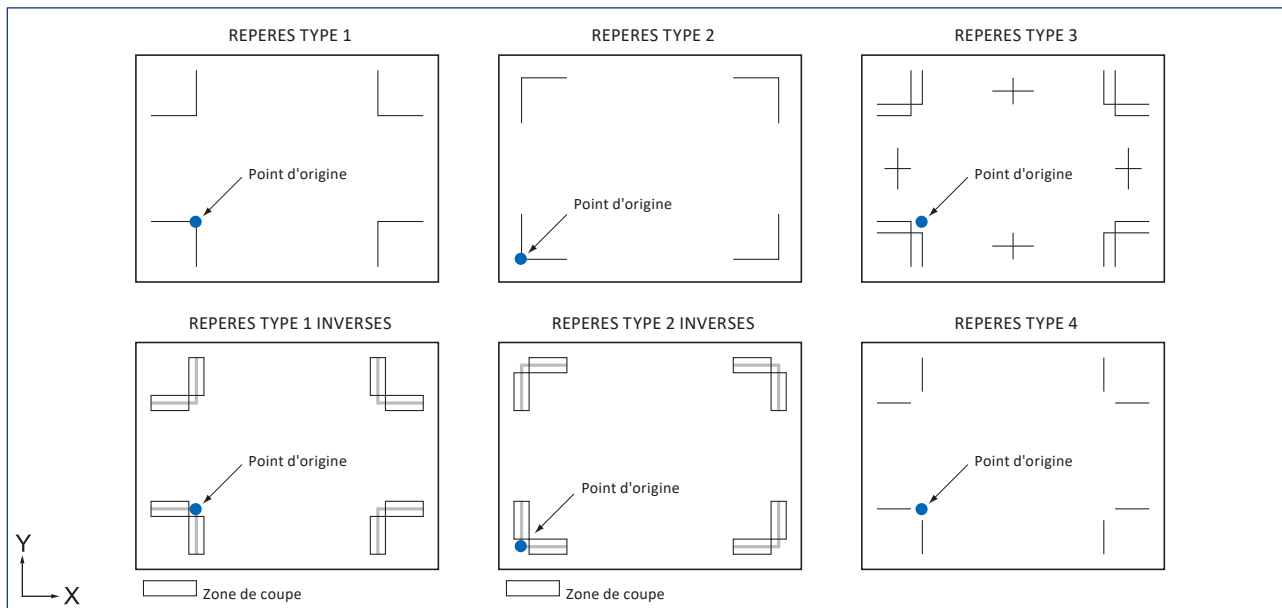 REPERES TYPE 1
REPERES TYPE 2
REPERES TYPE 3
Point d'origine
Point d'origine
Point d'origine
REPERES TYPE 1 INVERSES
REPERES TYPE 2 INVERSES
REPERES TYPE 4
Point d'origine
Point d'origine
Point d'origine
Y
X
Zone de coupe
Zone de coupe